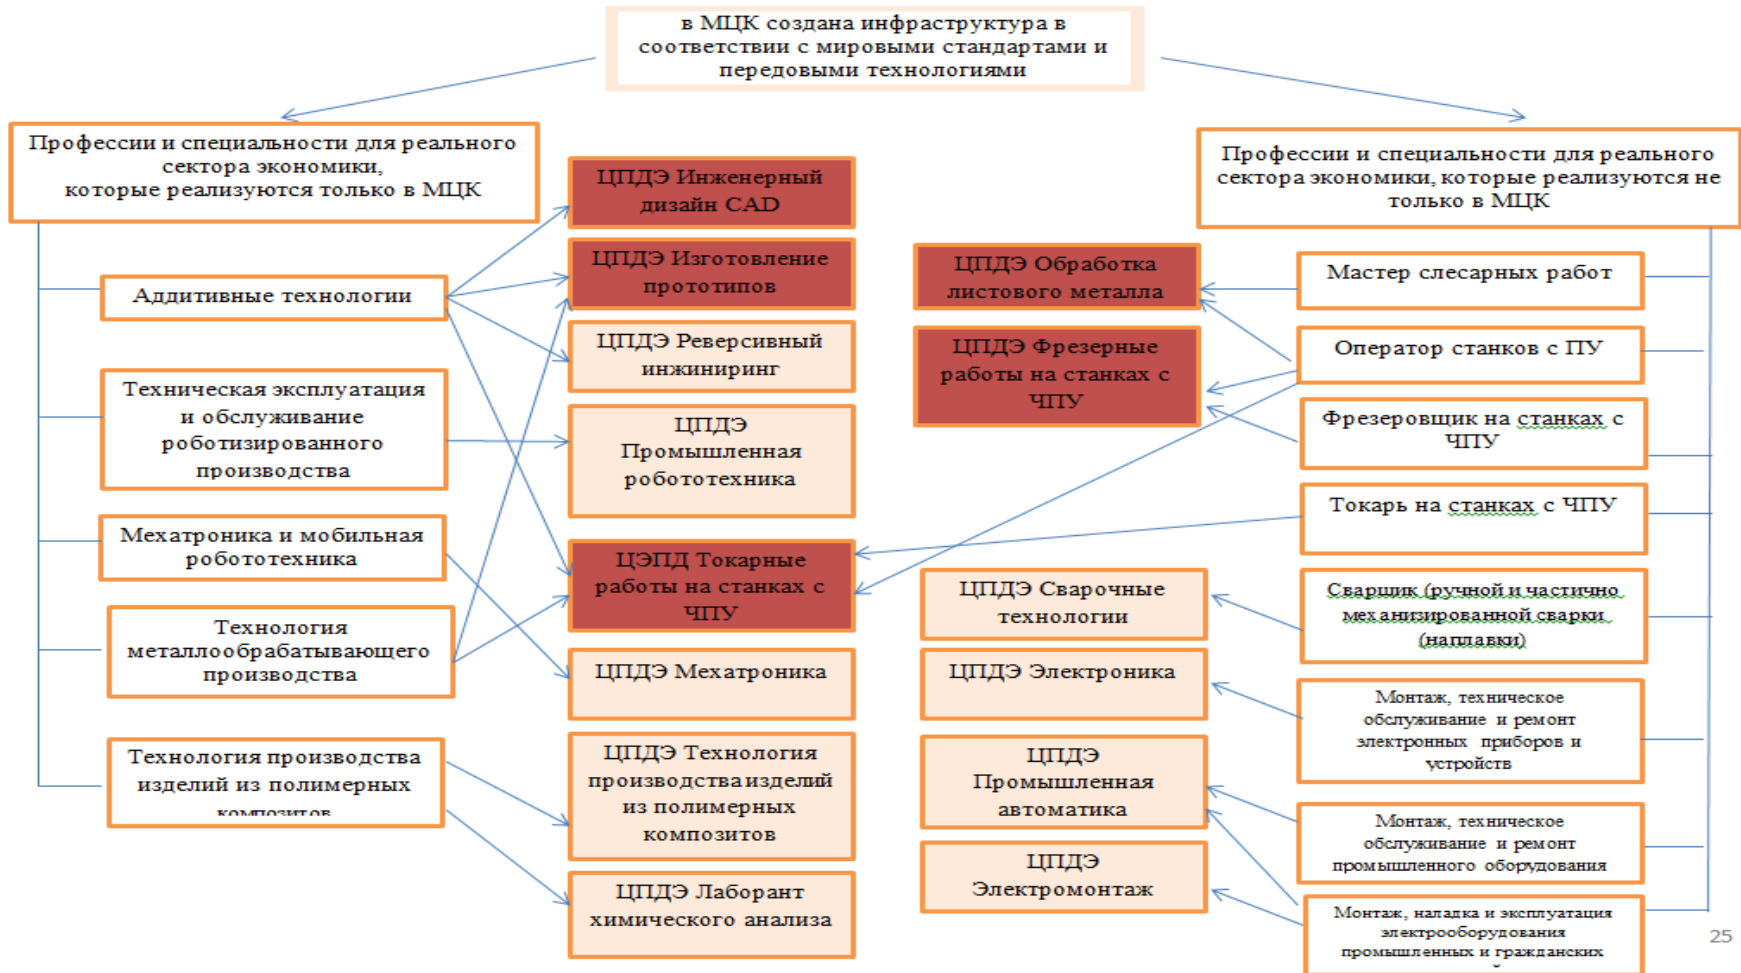 в МЦК создана инфраструктура в
соответствии с мировыми стандартами и
передовыми технологиями
Профессии и специальности для реального
сектора экономики,
которые реализуются только в МЦК
Аддитивные технологии
Техническая эксплуатация
и обслуживание
роботизированного
производства
Мехатроника и мобильная
робототехника
Технология
металлообрабатывающего
производства
Технология производства
изделий из полимерных
композитов
ЦПДЭ Инженерный
дизайн CAD
ЦПДЭ Изготовление
прототипов
ЦПДЭ Реверсивный
инжиниринг
ЦПДЭ
Промышленная
робототехника
ЦЭПД Токарные
работы на станках с
ЧПУ
ЦПДЭ Мехатроника
ЦПДЭ Технология
производства изделий
из полимерных
композитов
ЦПДЭ Лаборант
химического анализа
Профессии и специальности для реального
сектора экономики, которые реализуются не
только в МЦК
ЦПДЭ Обработка
листового металла
ЦПДЭ Фрезерные
работы на станках с
ЧПУ
ЦПДЭ Сварочные
технологии
ЦПДЭ Электроника
ЦПДЭ
Промышленная
автоматика
ЦПДЭ
Электромонтаж
Мастер слесарных работ
Оператор станков с ПУ
Фрезеровщик на станках с
ЧПУ
Токарь на станках с ЧПУ
Сварщик (ручной и частично
механизированной сварки
(наплавки)
Монтаж, техническое
обслуживание и ремонт
электронных приборов и
устройств
Монтаж, техническое
обслуживание и ремонт
промышленного оборудования
Монтаж, наладка и эксплуатация
электрооборудования
промышленных и гражданских
25